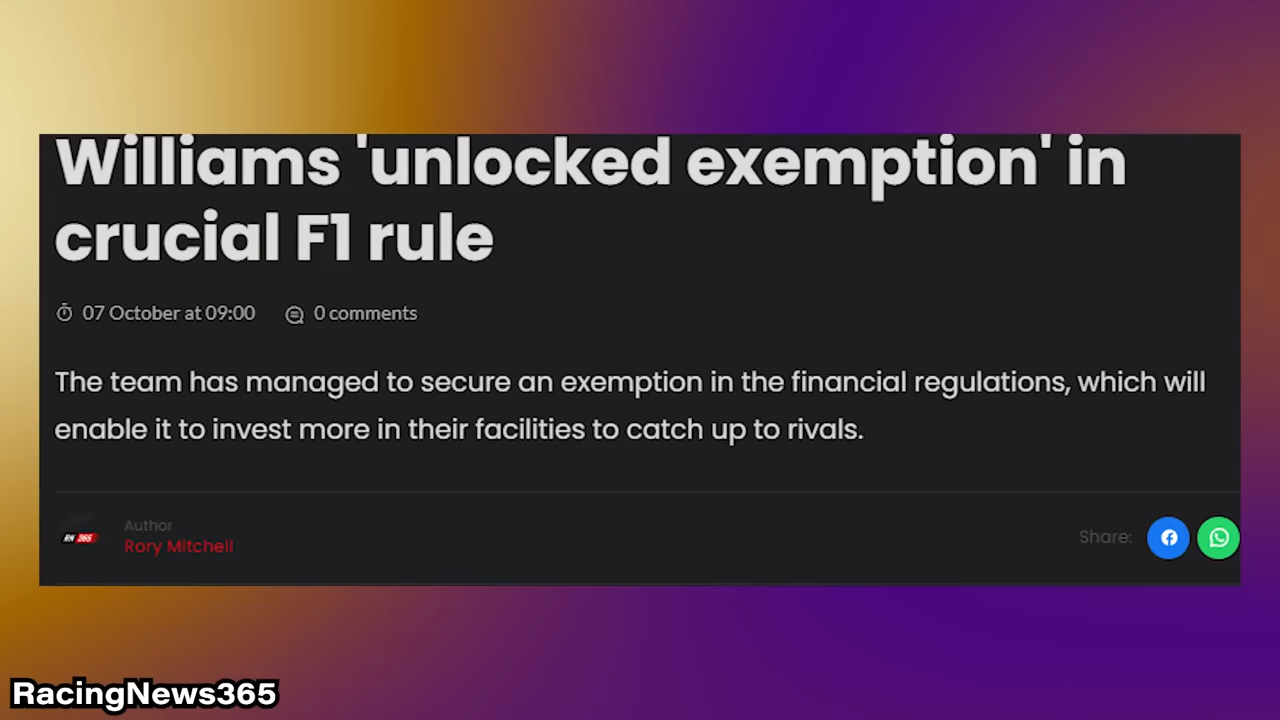 Williams 'unlocked exemption' in
crucial F1 rule
07 October at 09:00 0 comments
The team has managed to secure an exemption in the financial regulations, which will
enable it to invest more in their facilities to catch up to rivals.
Author
RN 365
Rory Mitchell
Share:
RacingNews365